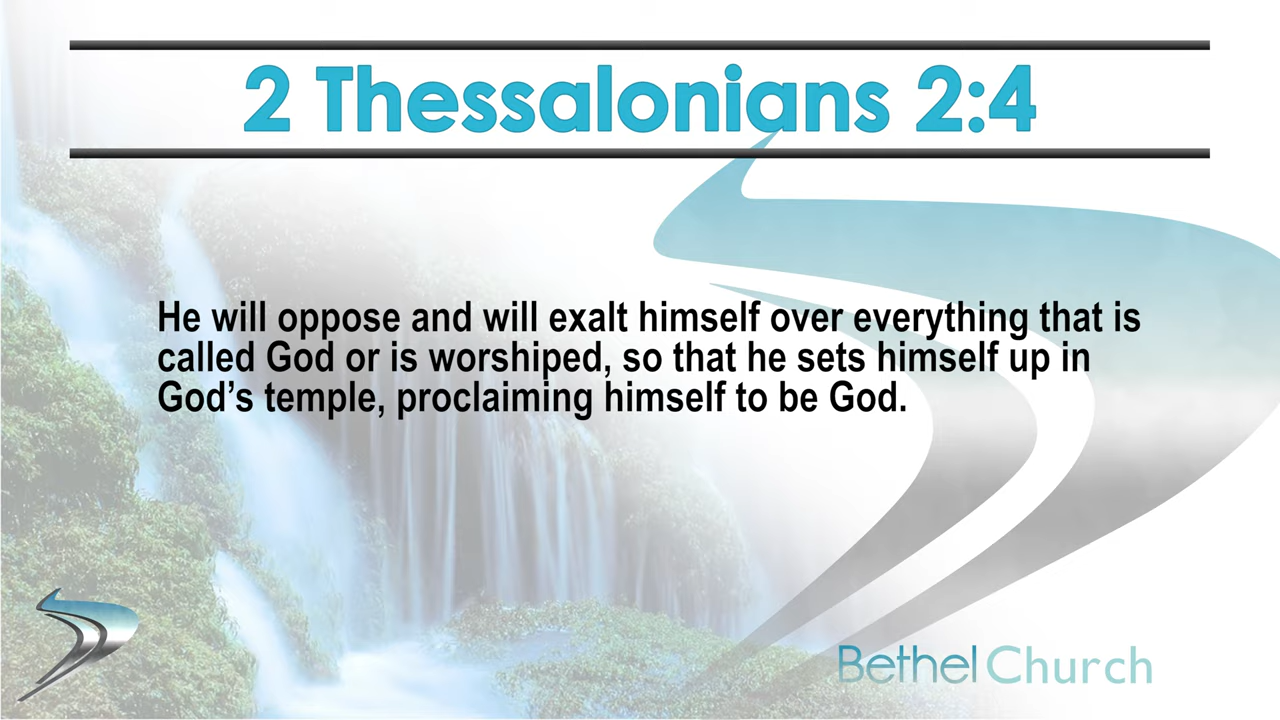 2 Thessalonians 2:4
He will oppose and will exalt himself over everything that is
called God or is worshiped, so that he sets himself up in
God’s temple, proclaiming himself to be God.
Bethel Church